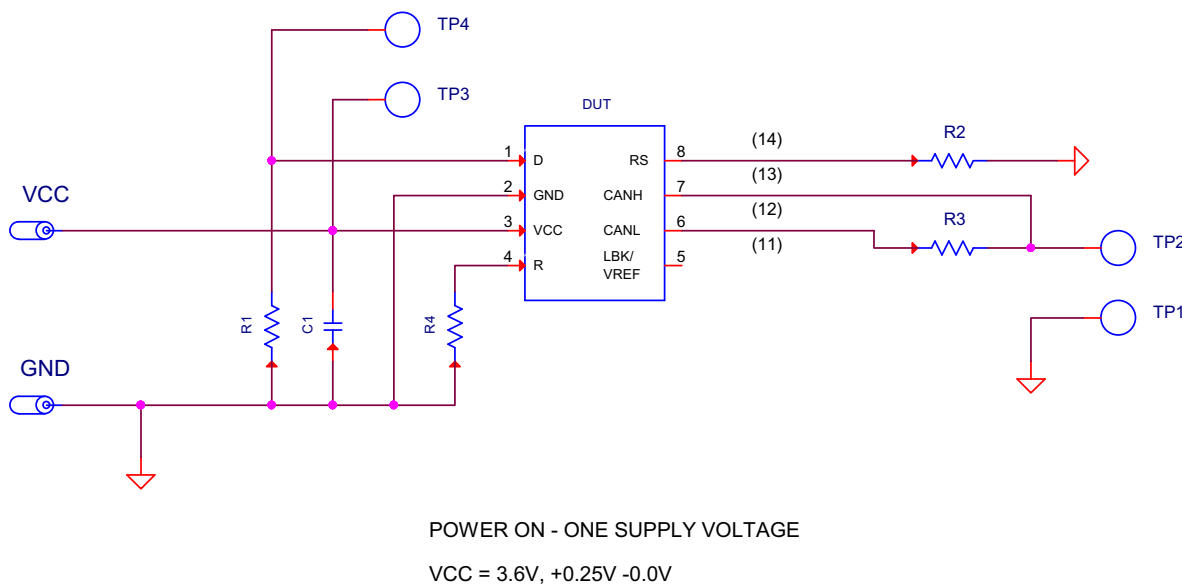 TP4
TP3
DUT
(14)
R2
1 D RS 8
(13)
VCC
2 GND CANH 7
(12)
R3
3 VCC CANL 6
(11)
TP2
4 R LBK/ 5
VREF
TP1
R1
C1
R4
GND
POWER ON - ONE SUPPLY VOLTAGE
VCC = 3.6V, +0.25V -0.0V